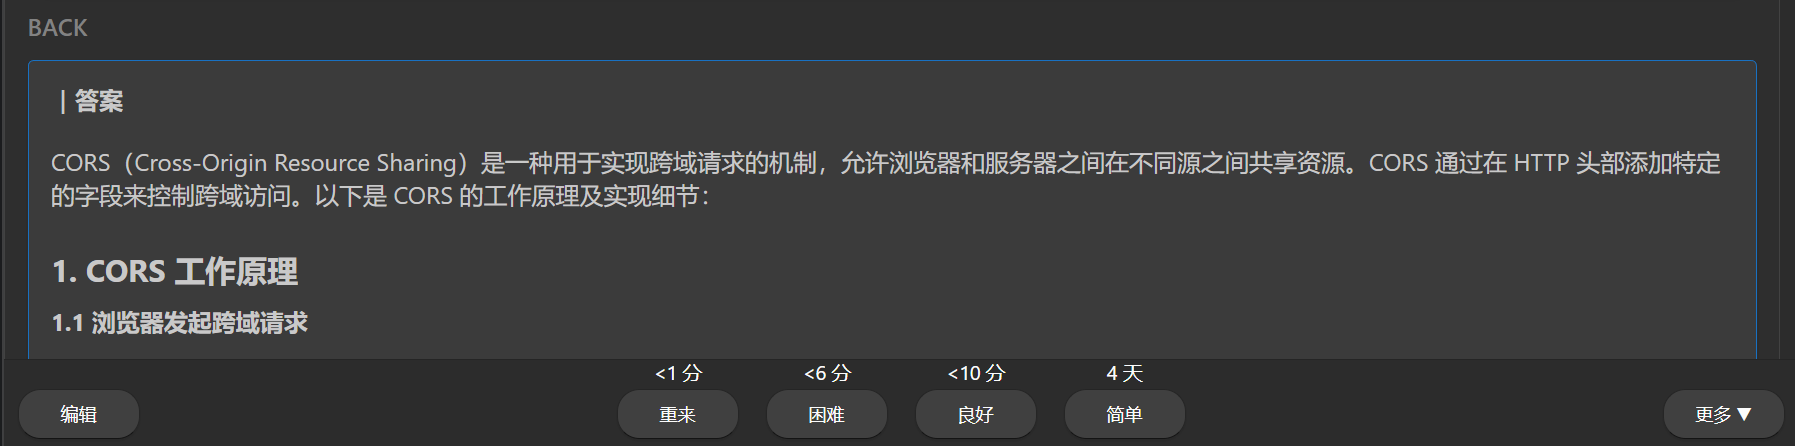 BACK
| 答案
CORS（Cross-Origin Resource Sharing）是一种用于实现跨域请求的机制，允许浏览器和服务器之间在不同源之间共享资源。CORS 通过在 HTTP 头部添加特定
的字段来控制跨域访问。以下是 CORS 的工作原理及实现细节：
1. CORS 工作原理
1.1 浏览器发起跨域请求
<1 分 <6 分 <10 分 4 天
编辑 重来 困难 良好 简单 更多 ▼